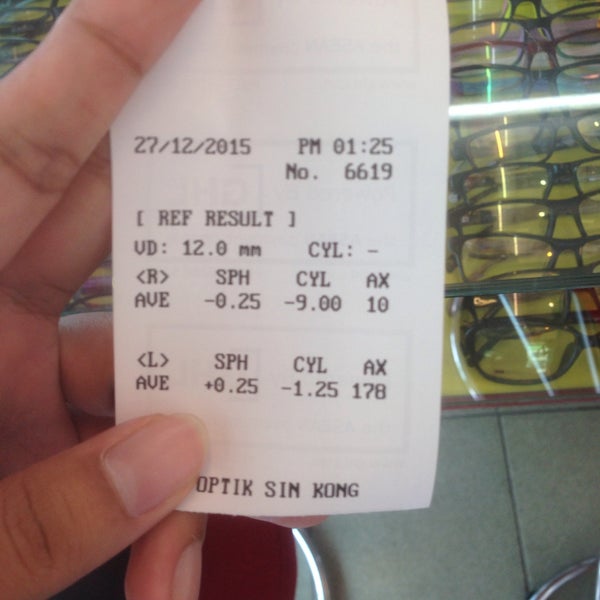 27/12/2015 PM 01:25
No. 6619
[ REF RESULT ]
VD: 12.0 mm CYL: -
<R> SPH CYL AX
AVE -0.25 -9.00 10
<L> SPH CYL AX
AVE +0.25 -1.25 178
OPTIK SIN KONG